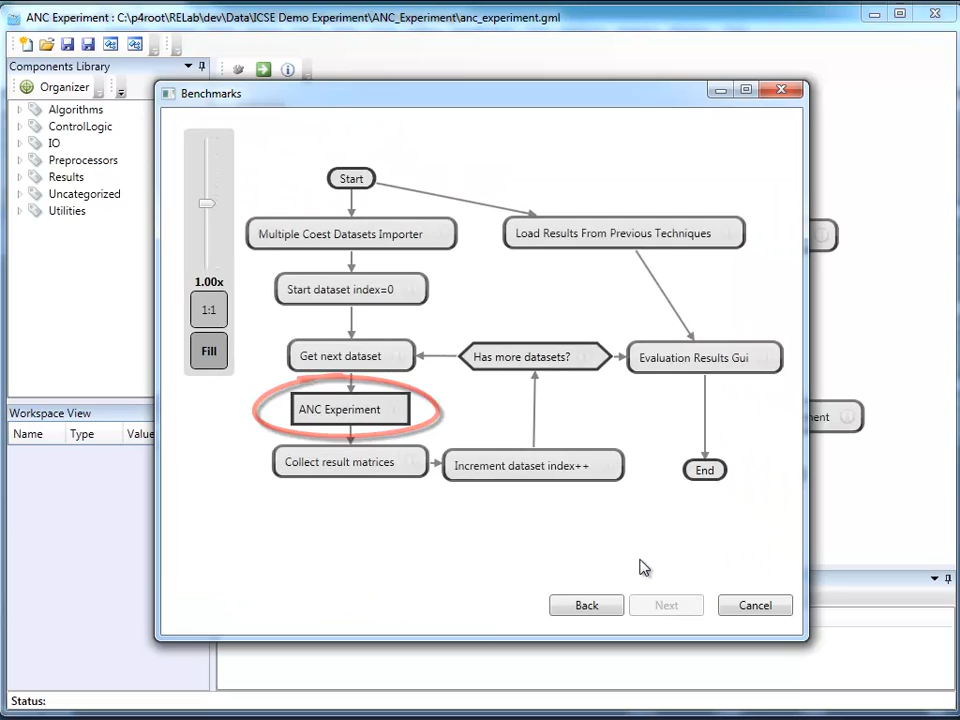 ANC Experiment : C:\p4root\RELab\dev\Data\ICSE Demo Experiment\ANC_Experiment\anc_experiment.gml
Components Library
Organizer
Algorithms
ControlLogic
IO
Preprocessors
Results
Uncategorized
Utilities
Workspace View
Name Type Value
Status:
Benchmarks
1.00x
1:1
Fill
Start
Multiple Coest Datasets Importer
Load Results From Previous Techniques
Start dataset index=0
Get next dataset
Has more datasets?
Evaluation Results Gui
ANC Experiment
Collect result matrices
Increment dataset index++
End
Back
Next
Cancel